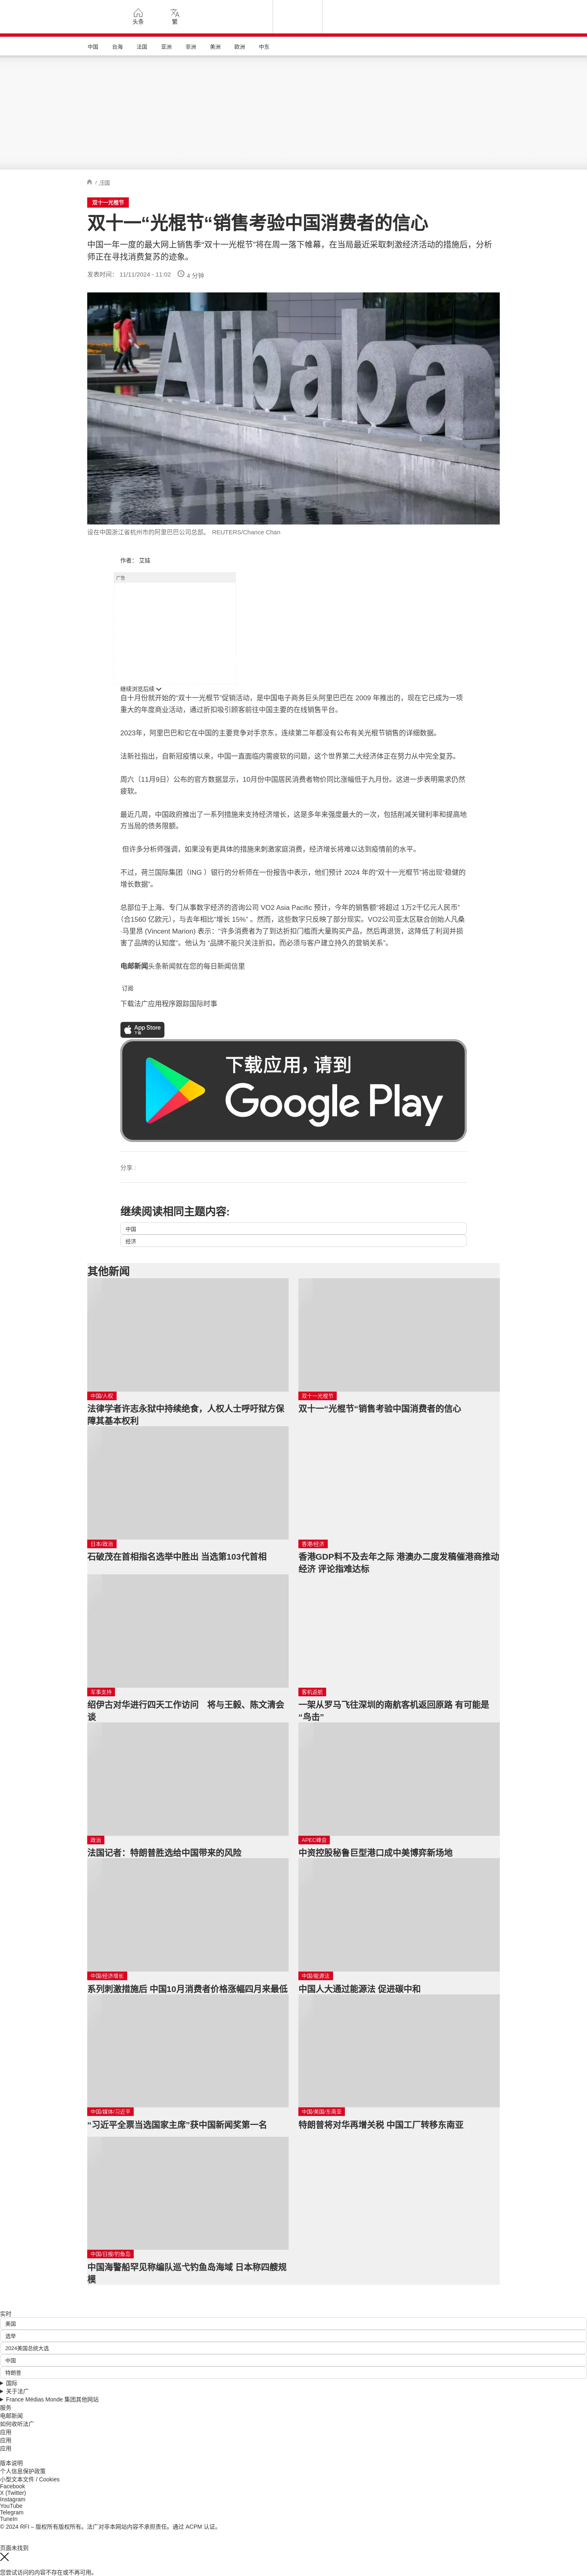 头条
繁
中国
台海
法国
亚洲
非洲
美洲
欧洲
中东
/ 中国
双十一光棍节
双十一“光棍节“销售考验中国消费者的信心
中国一年一度的最大网上销售季“双十一光棍节”将在周一落下帷幕，在当局最近采取刺激经济活动的措施后，分析
师正在寻找消费复苏的迹象。
发表时间： 11/11/2024 - 11:02 4 分钟
Alibaba
设在中国浙江省杭州市的阿里巴巴公司总部。 REUTERS/Chance Chan
作者： 艾娃
广告
继续浏览后续
自十月份就开始的“双十一光棍节”促销活动，是中国电子商务巨头阿里巴巴在 2009 年推出的，现在它已成为一项
重大的年度商业活动，通过折扣吸引顾客前往中国主要的在线销售平台。
2023年，阿里巴巴和它在中国的主要竞争对手京东，连续第二年都没有公布有关光棍节销售的详细数据。
法新社指出，自新冠疫情以来，中国一直面临内需疲软的问题，这个世界第二大经济体正在努力从中完全复苏。
周六（11月9日）公布的官方数据显示，10月份中国居民消费者物价同比涨幅低于九月份。这进一步表明需求仍然
疲软。
最近几周，中国政府推出了一系列措施来支持经济增长，这是多年来强度最大的一次，包括削减关键利率和提高地
方当局的债务限额。
但许多分析师强调，如果没有更具体的措施来刺激家庭消费，经济增长将难以达到疫情前的水平。
不过，荷兰国际集团（ING ）银行的分析师在一份报告中表示，他们预计 2024 年的“双十一光棍节”将出现“稳健的
增长数据”。
总部位于上海、专门从事数字经济的咨询公司 VO2 Asia Pacific 预计，今年的销售额“将超过 1万2千亿元人民币”
（合1560 亿欧元），与去年相比“增长 15%” 。然而，这些数字只反映了部分现实。VO2公司亚太区联合创始人凡桑
·马里昂 (Vincent Marion) 表示：“许多消费者为了到达折扣门槛而大量购买产品，然后再退货，这降低了利润并损
害了品牌的认知度”。他认为 “品牌不能只关注折扣，而必须与客户建立持久的营销关系”。
电邮新闻头条新闻就在您的每日新闻信里
订阅
下载法广应用程序跟踪国际时事
App Store
下载
下载应用，请到
Google Play
分享 :
继续阅读相同主题内容:
中国
经济
其他新闻
中国/人权
法律学者许志永狱中持续绝食，人权人士呼吁狱方保
障其基本权利
双十一光棍节
双十一“光棍节“销售考验中国消费者的信心
日本/政治
石破茂在首相指名选举中胜出 当选第103代首相
香港/经济
香港GDP料不及去年之际 港澳办二度发稿催港商推动
经济 评论指难达标
军事支持
绍伊古对华进行四天工作访问 将与王毅、陈文清会
谈
客机返航
一架从罗马飞往深圳的南航客机返回原路 有可能是
“鸟击”
政治
法国记者：特朗普胜选给中国带来的风险
APEC峰会
中资控股秘鲁巨型港口成中美博弈新场地
中国/经济增长
系列刺激措施后 中国10月消费者价格涨幅四月来最低
中国/能源法
中国人大通过能源法 促进碳中和
中国/媒体/习近平
“习近平全票当选国家主席”获中国新闻奖第一名
中国/美国/东南亚
特朗普将对华再增关税 中国工厂转移东南亚
中国/日报/钓鱼岛
中国海警船罕见称编队巡弋钓鱼岛海域 日本称四艘规
模
实时
美国
选举
2024美国总统大选
中国
特朗普
国际
关于法广
France Médias Monde 集团其他网站
服务
电邮新闻
如何收听法广
应用
应用
应用
版本说明
个人信息保护政策
小型文本文件 / Cookies
Facebook
X (Twitter)
Instagram
YouTube
Telegram
TuneIn
© 2024 RFI – 版权所有版权所有。法广对非本网站内容不承担责任。通过 ACPM 认证。
页面未找到
您尝试访问的内容不存在或不再可用。